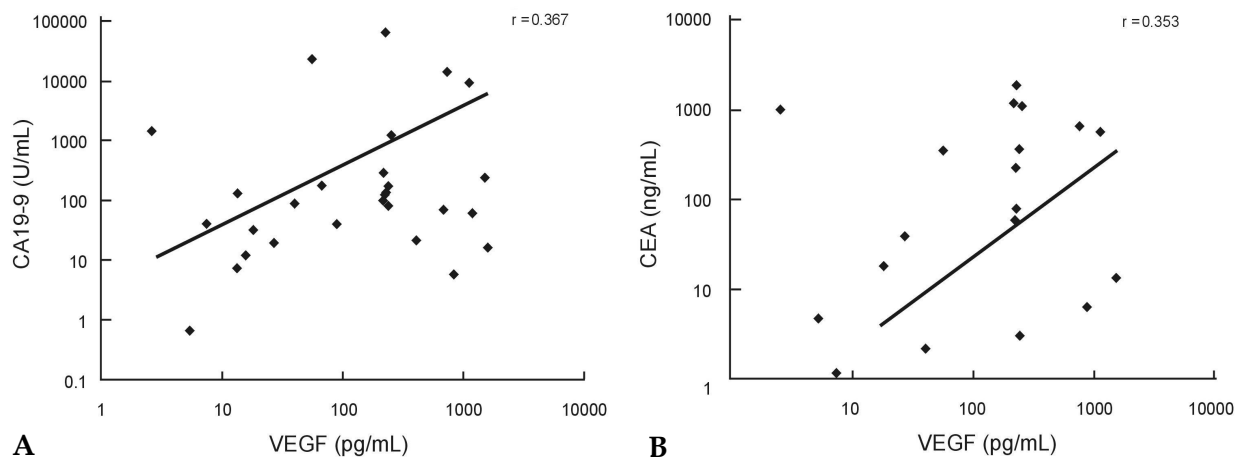 r = 0.367
100000
10000
1000
100
10
1
0.1
CA19-9 (U/mL)
1 10 100 1000 10000
VEGF (pg/mL)
A
r = 0.353
10000
1000
100
10
1
CEA (ng/mL)
10 100 1000 10000
VEGF (pg/mL)
B